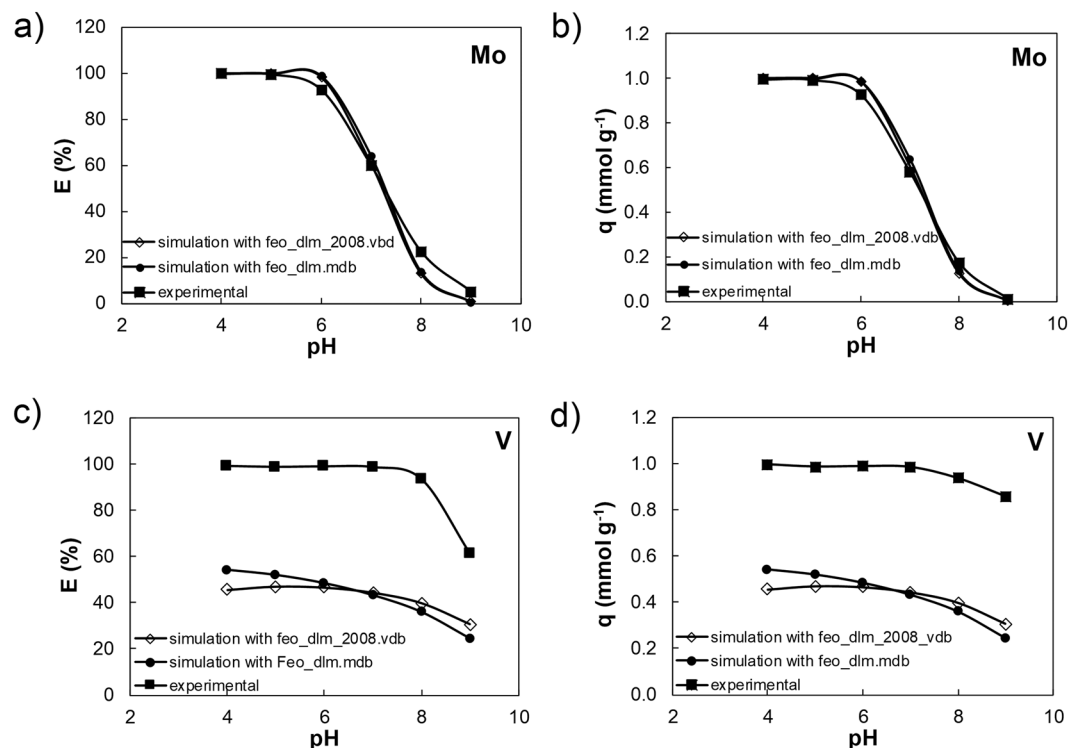 a)
Mo
120
100
80
60
40
20
0
E (%)
simulation with feo_dlm_2008.vbd
simulation with feo_dlm.mdb
experimental
2 4 6 8 10
pH
b)
Mo
1.2
1.0
0.8
0.6
0.4
0.2
0.0
q (mmol g⁻¹)
simulation with feo_dlm_2008.vdb
simulation with feo_dlm.mdb
experimental
2 4 6 8 10
pH
c)
V
120
100
80
60
40
20
0
E (%)
simulation with feo_dlm_2008.vdb
simulation with Feo_dlm.mdb
experimental
2 4 6 8 10
pH
d)
V
1.2
1.0
0.8
0.6
0.4
0.2
0.0
q (mmol g⁻¹)
simulation with feo_dlm_2008_vdb
simulation with feo_dlm.mdb
experimental
2 4 6 8 10
pH